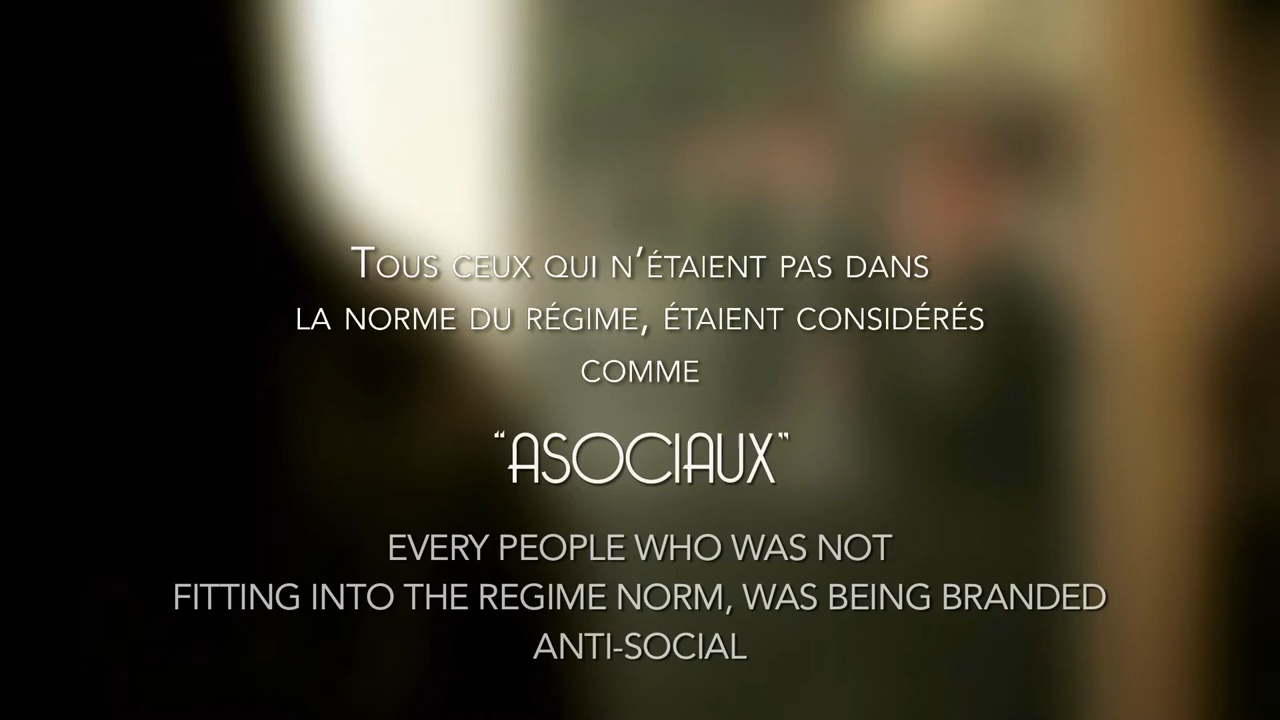 Tous ceux qui n'étaient pas dans
la norme du régime, étaient considérés
comme
“ASOCIAUX”
EVERY PEOPLE WHO WAS NOT
FITTING INTO THE REGIME NORM, WAS BEING BRANDED
ANTI-SOCIAL